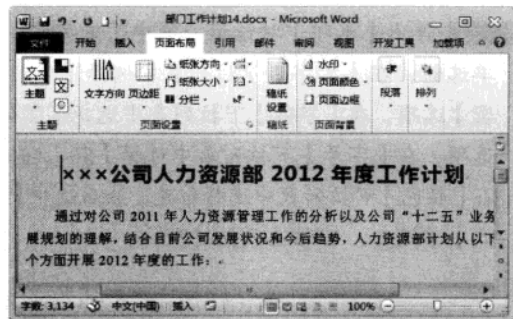 部门工作计划14.docx - Microsoft Word
文件 开始 插入 页面布局 引用 邮件 审阅 视图 开发工具 加载项
主题 文字方向 页边距 纸张方向 纸张大小 分栏 稿纸设置 水印 页面颜色 页面边框 段落 排列
主题 页面设置 稿纸 页面背景
×××公司人力资源部 2012 年度工作计划
通过对公司 2011 年人力资源管理工作的分析以及公司“十二五”业务
展规划的理解，结合目前公司发展状况和今后趋势，人力资源部计划从以下
个方面开展 2012 年度的工作：
字数: 3,134 中文(中国) 插入 100%